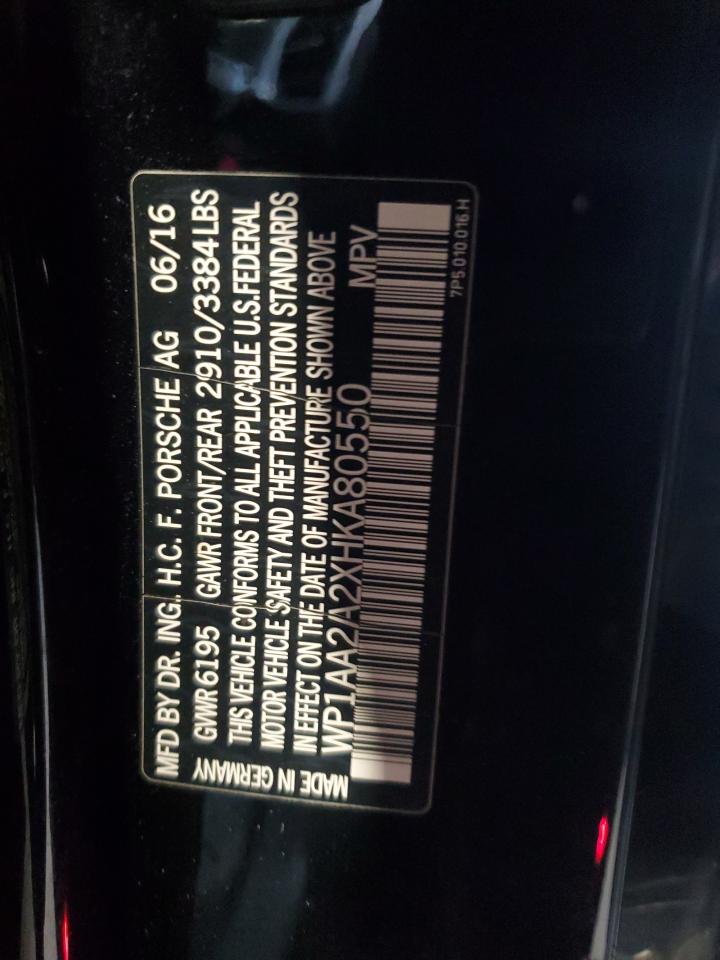 MFD BY DR. ING. H.C. F. PORSCHE AG 06/16
GVWR 6195 GAWR FRONT/REAR 2910/3384 LBS
THIS VEHICLE CONFORMS TO ALL APPLICABLE U.S.FEDERAL
MOTOR VEHICLE SAFETY AND THEFT PREVENTION STANDARDS
IN EFFECT ON THE DATE OF MANUFACTURE SHOWN ABOVE
WP1AA2A2XHKA80550 MPV
MADE IN GERMANY
7P5.010.016.H